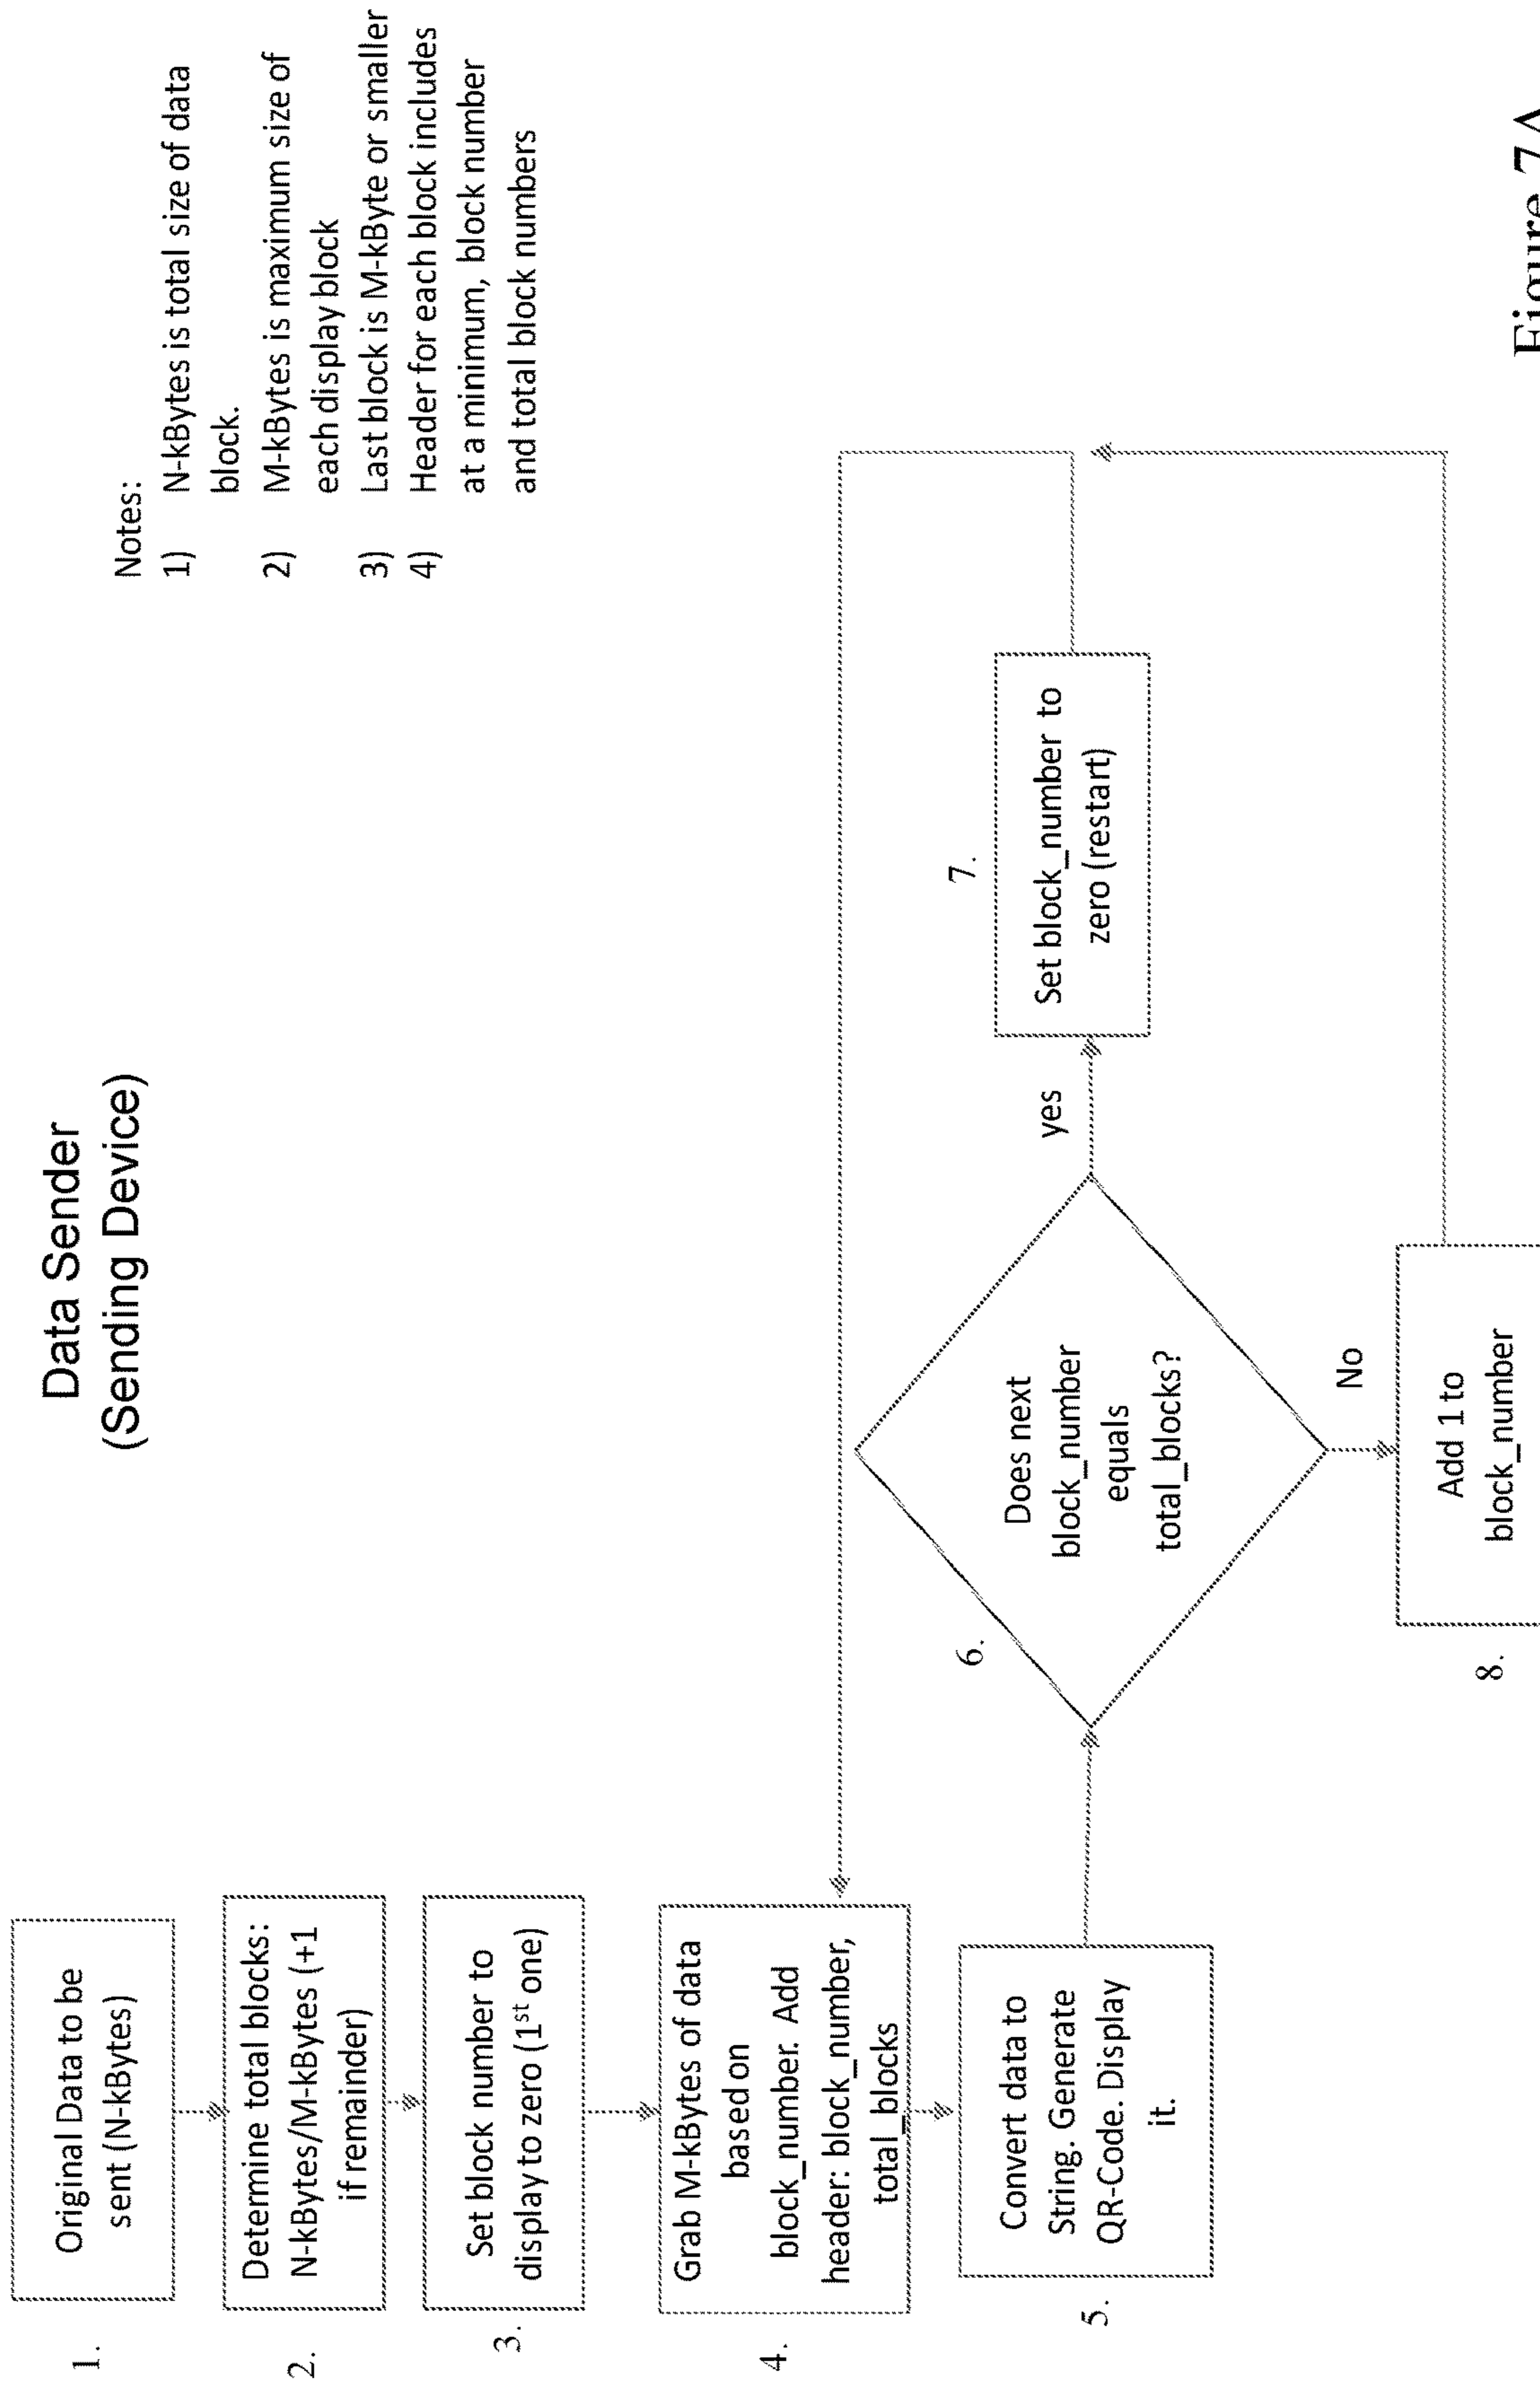 Data Sender
(Sending Device)
Notes:
1) N-kBytes is total size of data
block.
2) M-kBytes is maximum size of
each display block
3) Last block is M-kByte or smaller
4) Header for each block includes
at a minimum, block number
and total block numbers
1.
Original Data to be
sent (N-kBytes)
2.
Determine total blocks:
N-kBytes/M-kBytes (+1
if remainder)
3.
Set block number to
display to zero (1st one)
4.
Grab M-kBytes of data
based on
block_number. Add
header: block_number,
total_blocks
5.
Convert data to
String. Generate
QR-Code. Display
it.
6.
Does next
block_number
equals
total_blocks?
yes
7.
Set block_number to
zero (restart)
No
8.
Add 1 to
block_number
Figure 7A